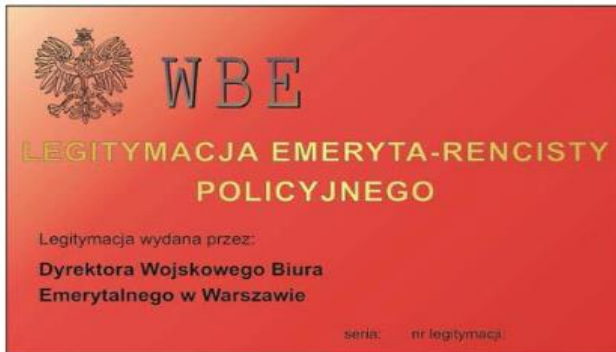 WBE
LEGITYMACJA EMERYTA-RENCISTY
POLICYJNEGO
Legitymacja wydana przez:
Dyrektora Wojskowego Biura
Emerytalnego w Warszawie
seria: nr legitymacji: